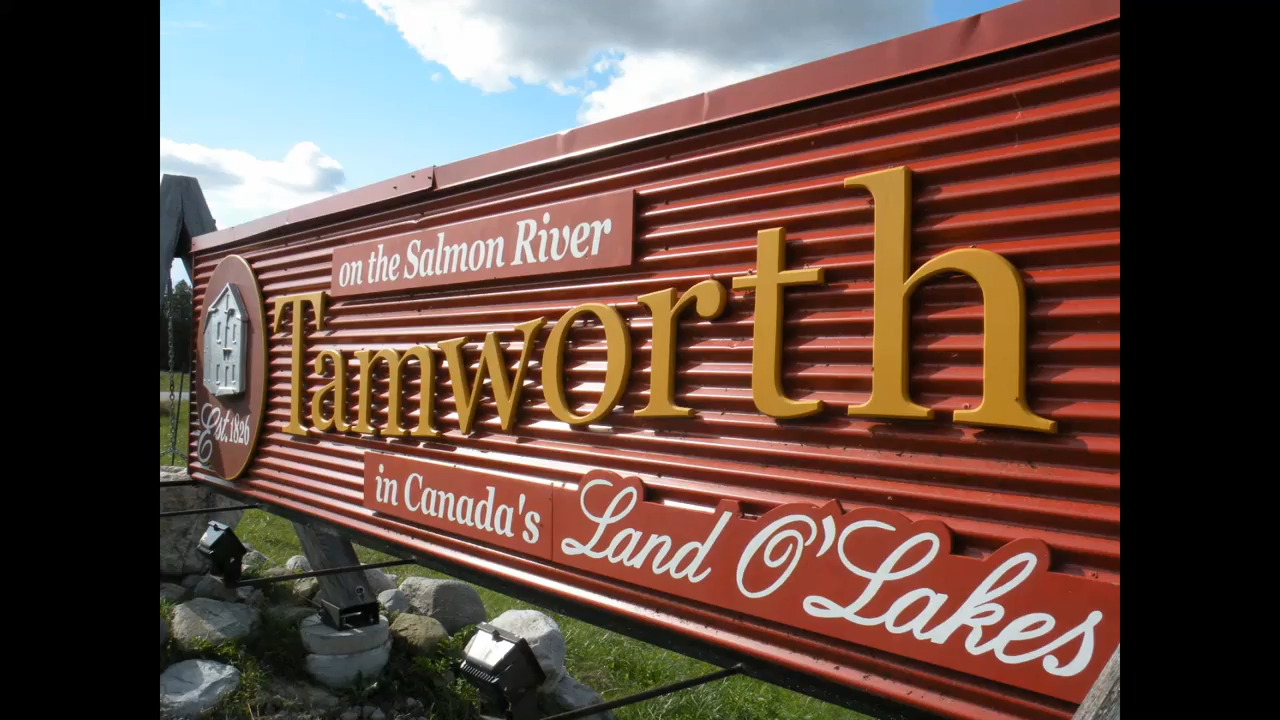 on the Salmon River
Tamworth
Est. 1826
in Canada's Land O'Lakes